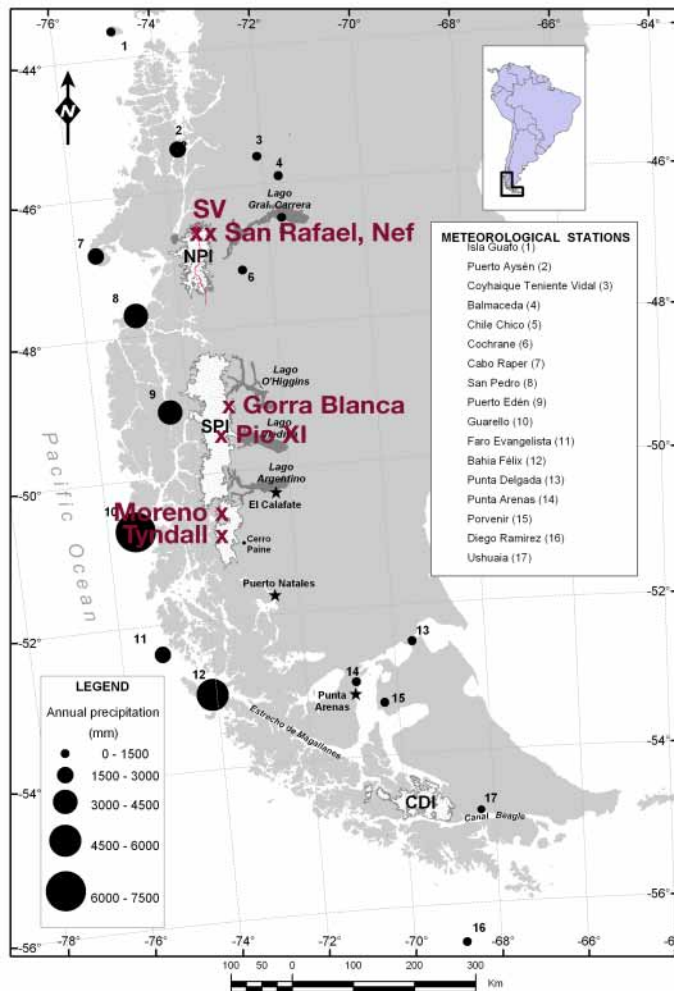 -76° -74° -72° -70° -68° -66° -64°
-44°
-46°
-48°
-50°
-52°
-54°
-56°
-46°
-48°
-50°
-52°
-54°
-56°
1
N
2
3
4
Lago
Gral. Carrera
SV
xx San Rafael, Nef
NPI
7
6
8
Lago
O'Higgins
9
x Gorra Blanca
SPI
Lago
x Pio XI
Lago
Argentino
El Calafate
Moreno x
10
Tyndall x
Cerro
Paine
Pacific Ocean
Puerto Natales
11
12
13
14
Punta
Arenas
15
Estrecho de Magallanes
CDI
17
Canal Beagle
16
METEOROLOGICAL STATIONS
Isla Guafo (1)
Puerto Aysén (2)
Coyhaique Teniente Vidal (3)
Balmaceda (4)
Chile Chico (5)
Cochrane (6)
Cabo Raper (7)
San Pedro (8)
Puerto Edén (9)
Guarello (10)
Faro Evangelista (11)
Bahia Félix (12)
Punta Delgada (13)
Punta Arenas (14)
Porvenir (15)
Diego Ramírez (16)
Ushuaia (17)
LEGEND
Annual precipitation
(mm)
0 - 1500
1500 - 3000
3000 - 4500
4500 - 6000
6000 - 7500
-78° -76° -74° -72° -70° -68° -66°
100 50 0 100 200 300
Km